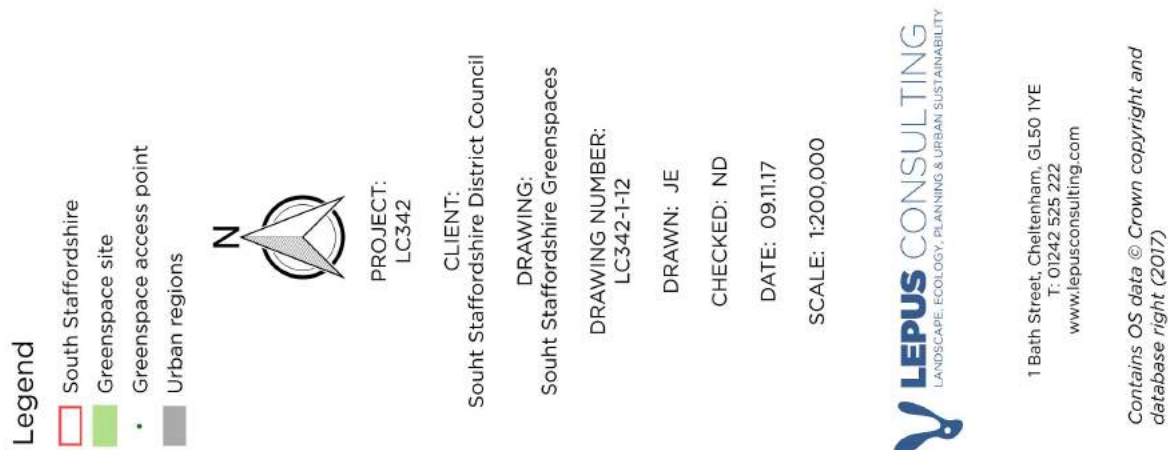 Legend
South Staffordshire
Greenspace site
Greenspace access point
Urban regions
N
PROJECT:
LC342
CLIENT:
Souht Staffordshire District Council
DRAWING:
Souht Staffordshire Greenspaces
DRAWING NUMBER:
LC342-1-12
DRAWN: JE
CHECKED: ND
DATE: 09.11.17
SCALE: 1:200,000
LEPUS CONSULTING
LANDSCAPE, ECOLOGY, PLANNING & URBAN SUSTAINABILITY
1 Bath Street, Cheltenham, GL50 1YE
T: 01242 525 222
www.lepusconsulting.com
Contains OS data © Crown copyright and
database right (2017)